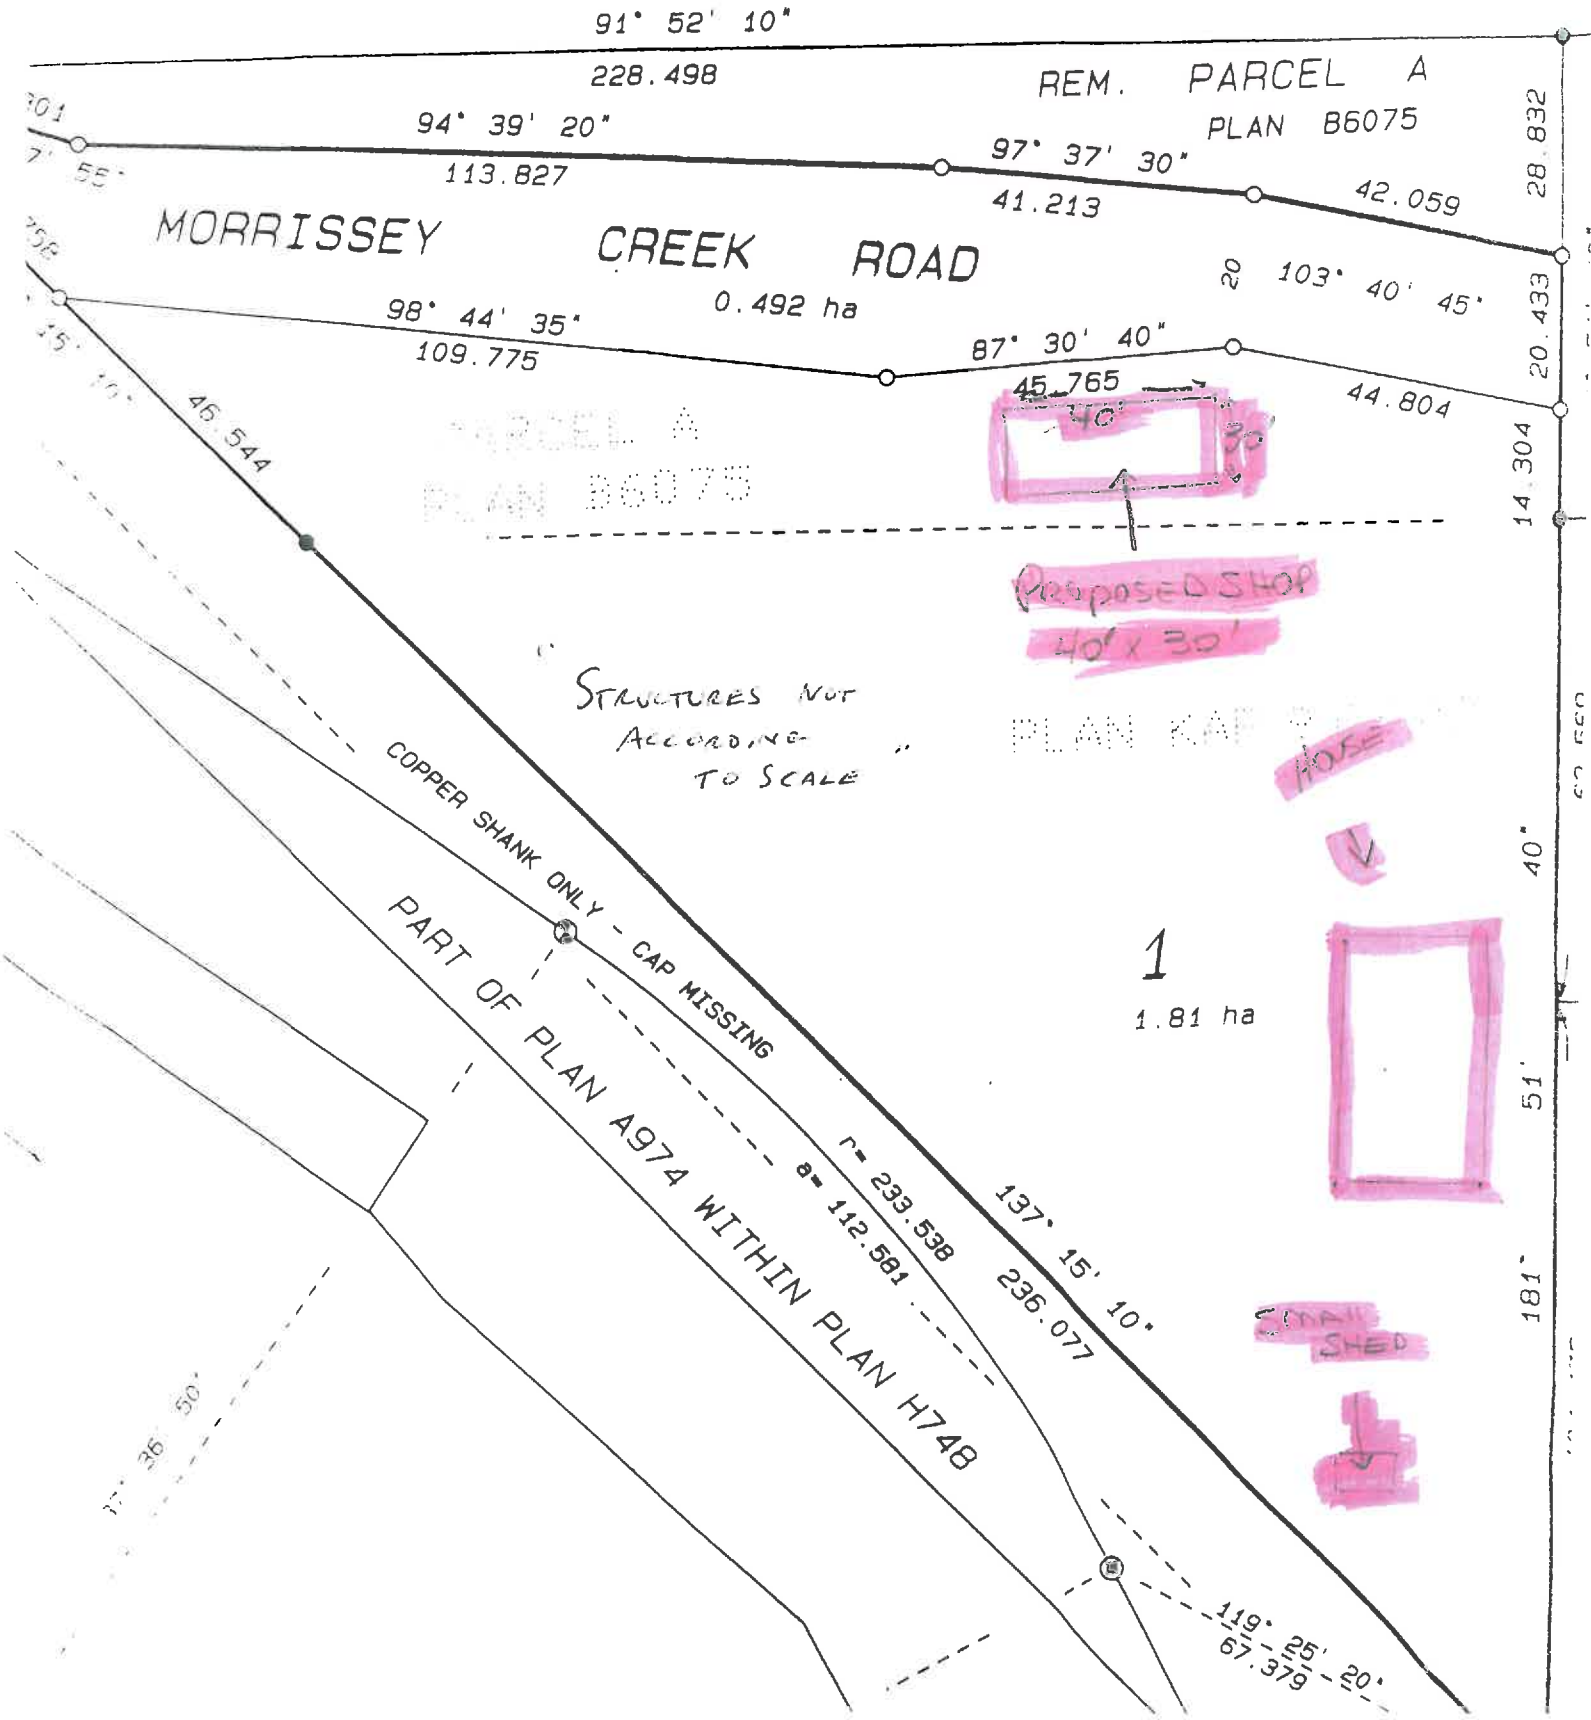 91° 52' 10"
228.498
REM. PARCEL A
PLAN B6075
28.832
301
7' 55"
94° 39' 20"
113.827
97° 37' 30"
41.213
42.059
MORRISSEY CREEK ROAD
0.492 ha
20
103° 40' 45"
20.433
98° 44' 35"
109.775
87° 30' 40"
45.765
44.804
14.304
15' 10"
46.544
PARCEL A
PLAN B6075
40'
30'
PROPOSED SHOP
40' x 30'
"STRUCTURES NOT
ACCORDING "
TO SCALE
PLAN KAP
HOUSE
COPPER SHANK ONLY - CAP MISSING
PART OF PLAN A974 WITHIN PLAN H748
1
1.81 ha
181° 51' 40"
r= 233.538
a= 112.581
137° 15' 10"
236.077
SMALL
SHED
36' 50"
119° 25' 20"
67.379